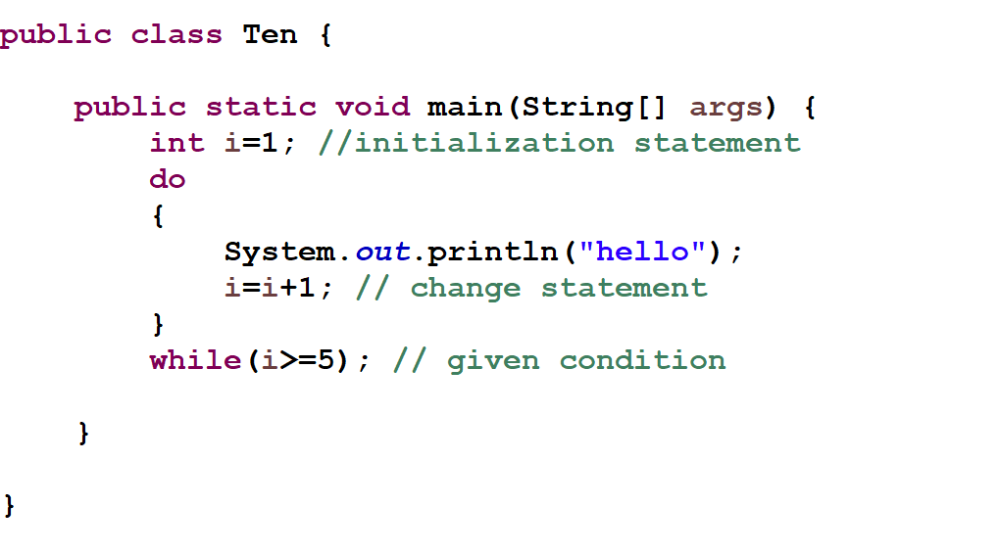 public class Ten {
public static void main(String[] args) {
int i=1; //initialization statement
do
{
System.out.println("hello");
i=i+1; // change statement
}
while(i>=5); // given condition
}
}